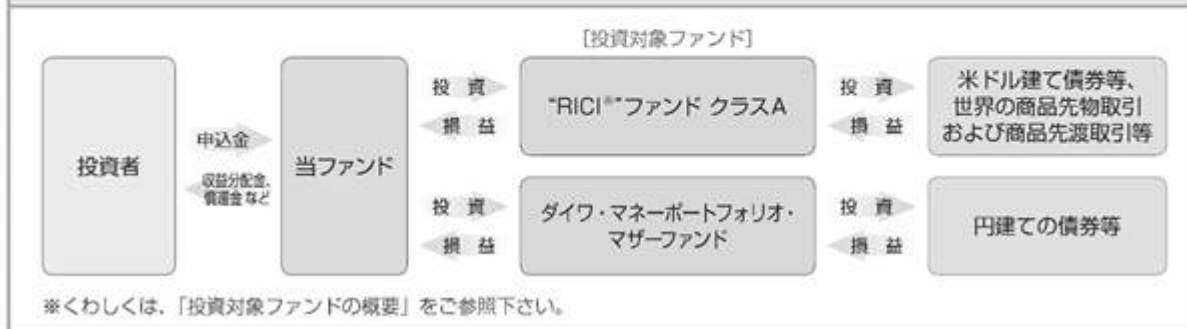 [投資対象ファンド]
投資者
申込金
収益分配金、
償還金 など
当ファンド
投 資
損 益
"RICI®"ファンド クラスA
投 資
損 益
米ドル建て債券等、
世界の商品先物取引
および商品先渡取引等
投 資
損 益
ダイワ・マネーポートフォリオ・
マザーファンド
投 資
損 益
円建ての債券等
※くわしくは、「投資対象ファンドの概要」をご参照下さい。